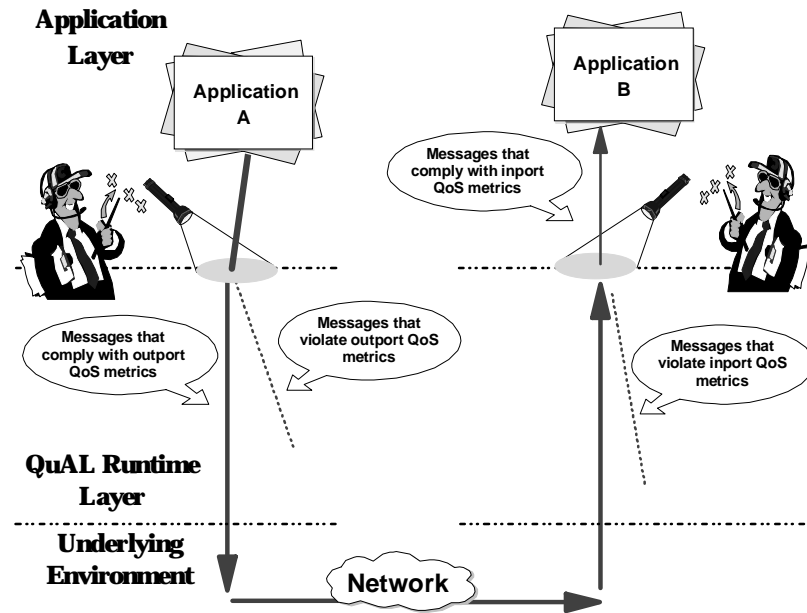 Application
Layer
Application
A
Application
B
Messages that
comply with inport
QoS metrics
Messages that
comply with outport
QoS metrics
Messages that
violate outport QoS
metrics
Messages that
violate inport QoS
metrics
QuAL Runtime
Layer
Underlying
Environment
Network